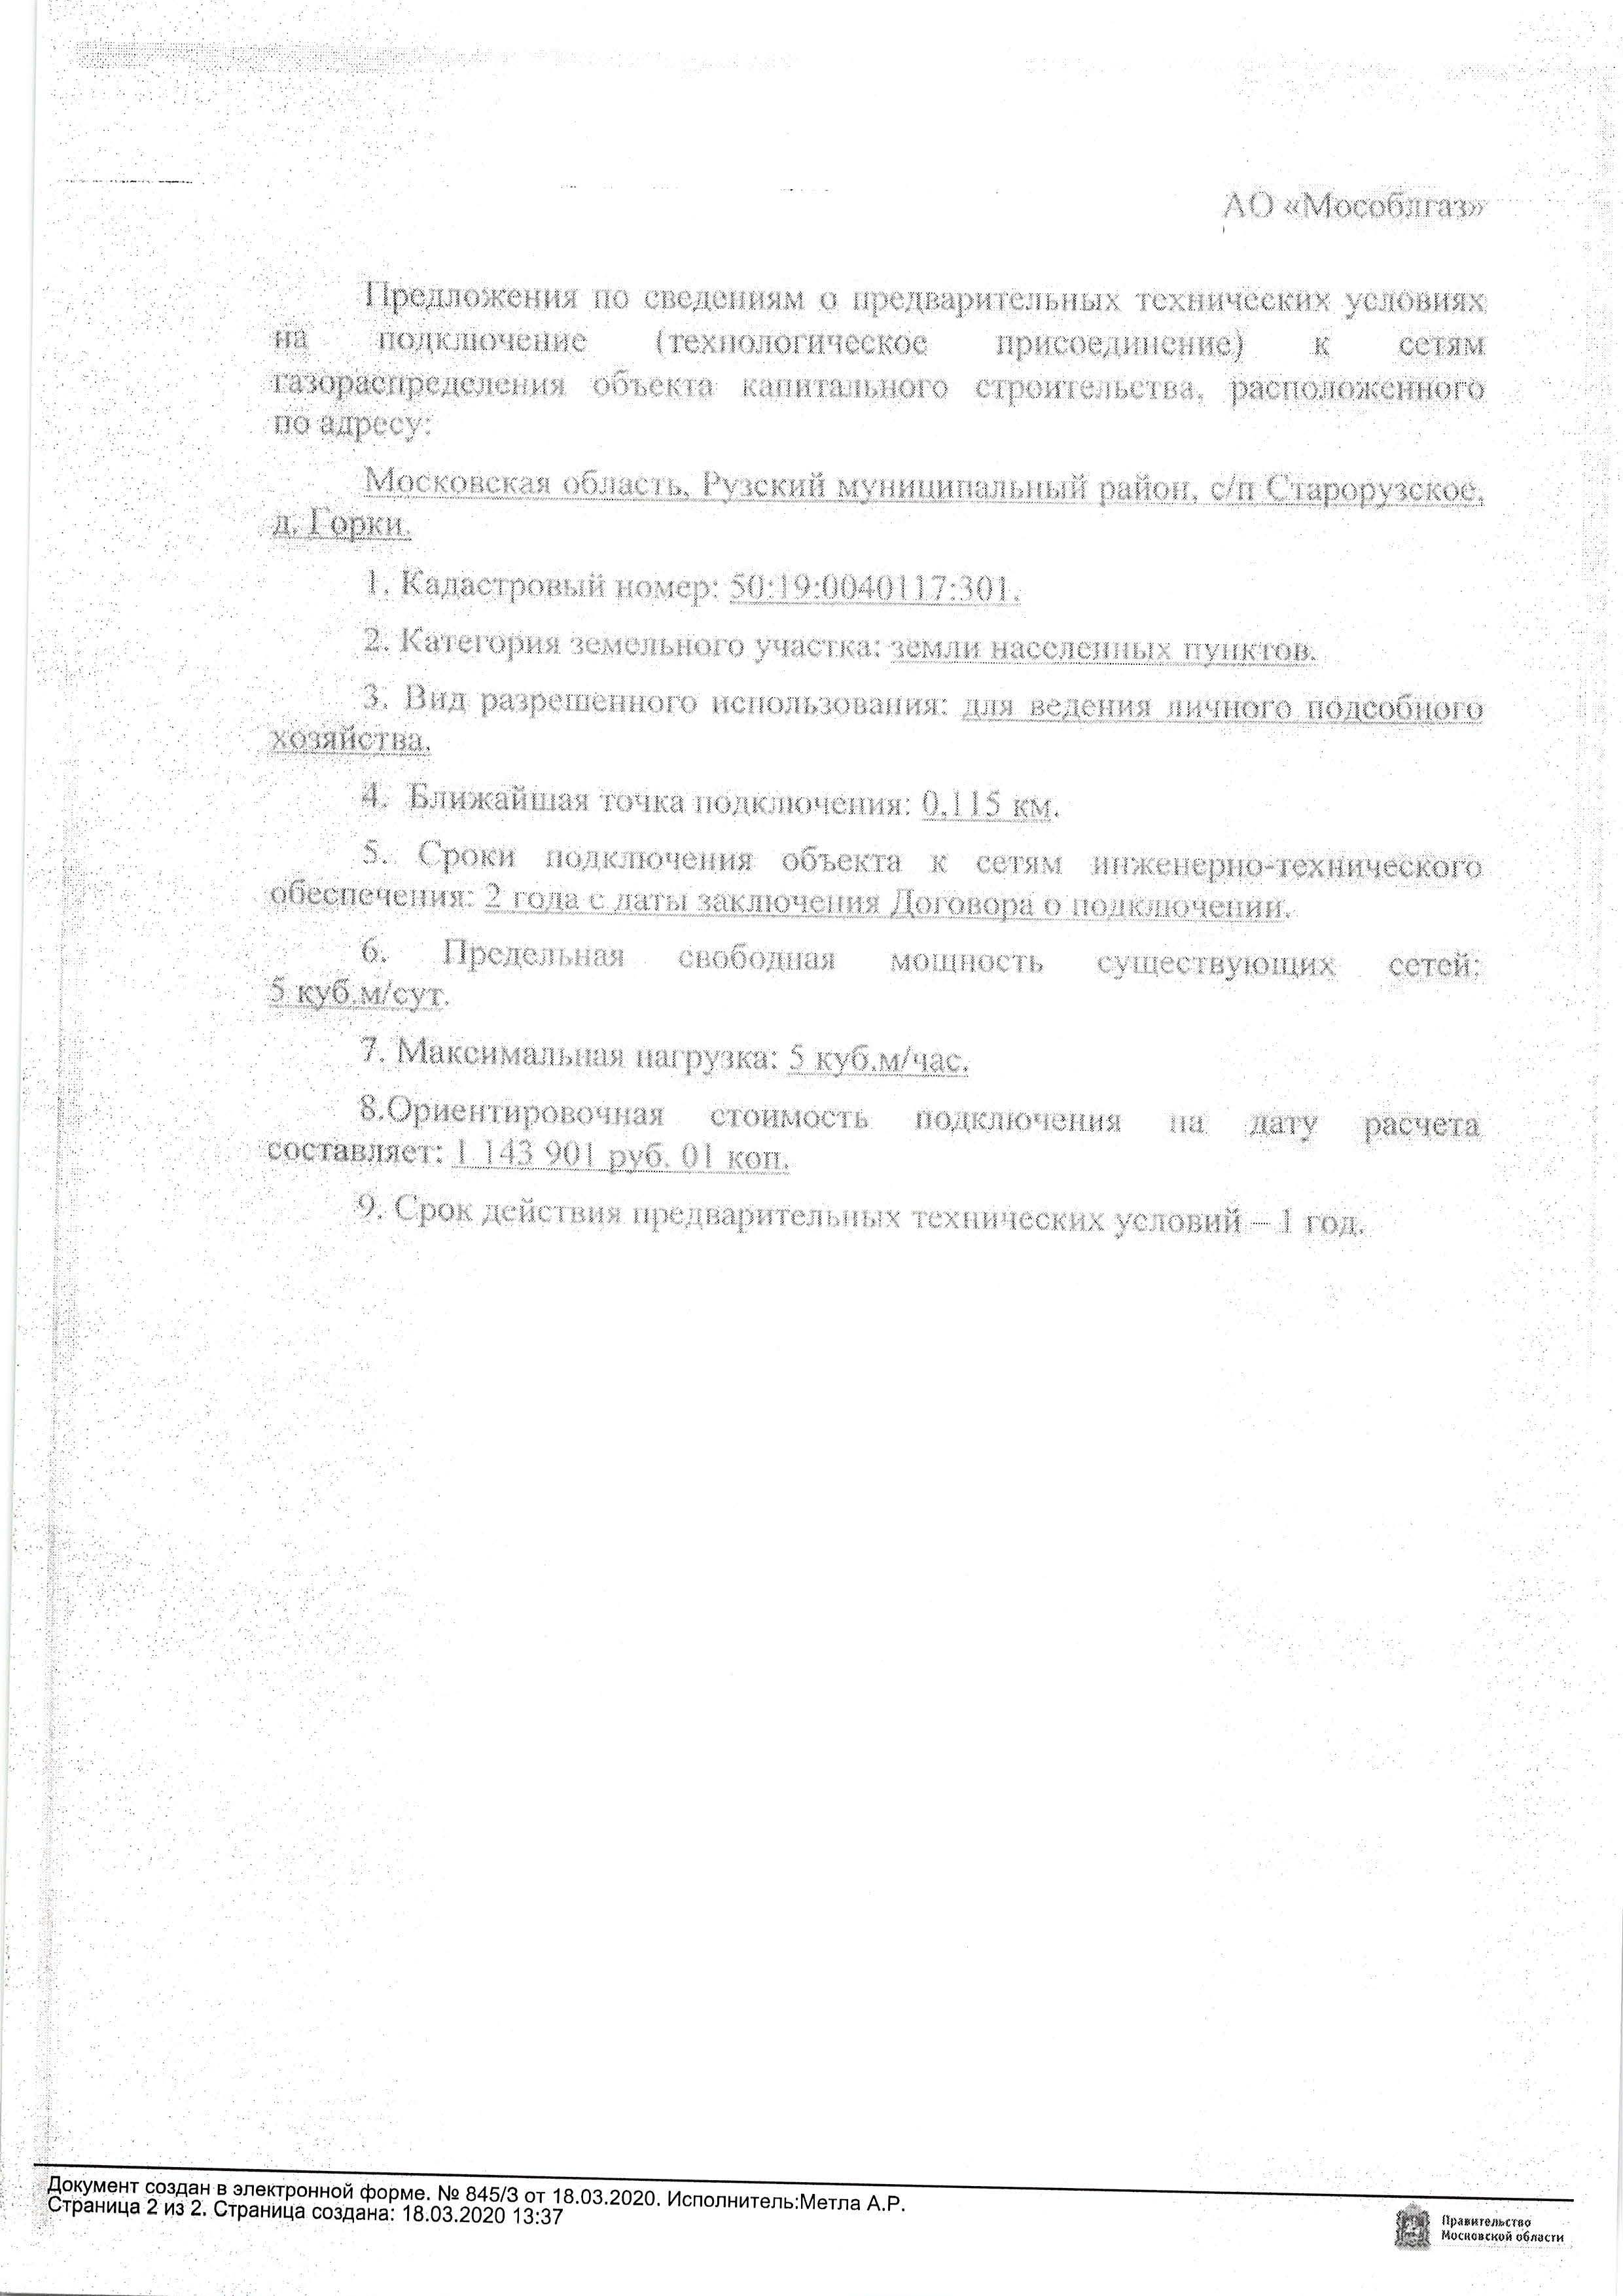 АО «Мособлгаз»
Предложения по сведениям о предварительных технических условиях
на подключение (технологическое присоединение) к сетям
газораспределения объекта капитального строительства, расположенного
по адресу:
Московская область, Рузский муниципальный район, с/п Старорузское,
д. Горки.
1. Кадастровый номер: 50:19:0040117:301.
2. Категория земельного участка: земли населенных пунктов.
3. Вид разрешенного использования: для ведения личного подсобного
хозяйства.
4. Ближайшая точка подключения: 0,115 км.
5. Сроки подключения объекта к сетям инженерно-технического
обеспечения: 2 года с даты заключения Договора о подключении.
6. Предельная свободная мощность существующих сетей:
5 куб.м/сут.
7. Максимальная нагрузка: 5 куб.м/час.
8.Ориентировочная стоимость подключения на дату расчета
составляет: 1 143 901 руб. 01 коп.
9. Срок действия предварительных технических условий – 1 год.
Документ создан в электронной форме. № 845/3 от 18.03.2020. Исполнитель:Метла А.Р.
Страница 2 из 2. Страница создана: 18.03.2020 13:37
Правительство
Московской области